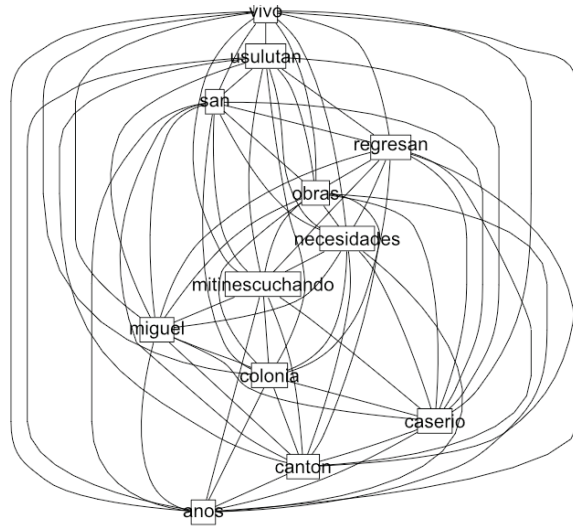 vivo
usulutan
san
regresan
obras
necesidades
mitinescuchando
miguel
colonia
caserio
canton
anos